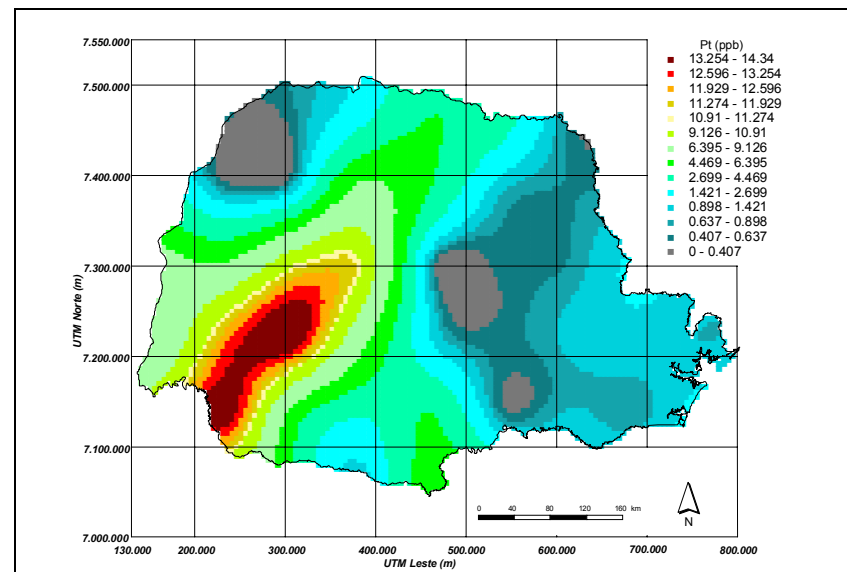 Pt (ppb)
13.254 - 14.34
12.596 - 13.254
11.929 - 12.596
11.274 - 11.929
10.91 - 11.274
9.126 - 10.91
6.395 - 9.126
4.469 - 6.395
2.699 - 4.469
1.421 - 2.699
0.898 - 1.421
0.637 - 0.898
0.407 - 0.637
0 - 0.407
7.550.000
7.500.000
7.400.000
7.300.000
7.200.000
7.100.000
7.000.000
UTM Norte (m)
0 40 80 120 160 km
N
130.000 200.000 300.000 400.000 500.000 600.000 700.000 800.000
UTM Leste (m)